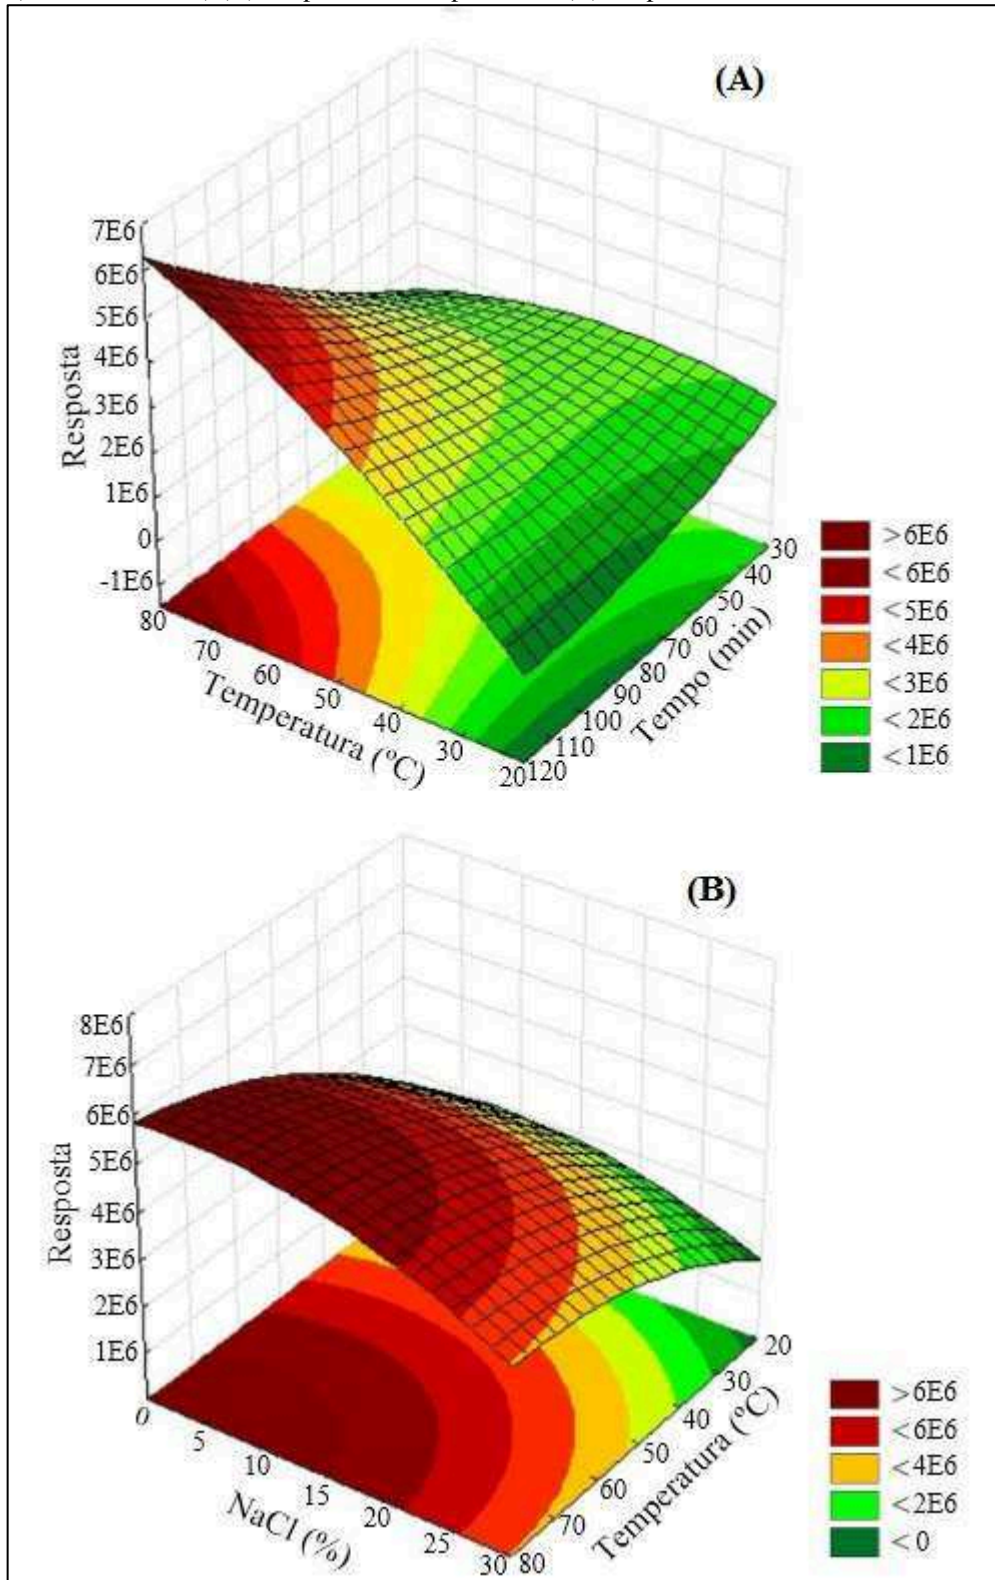 (A)
7E6
6E6
5E6
4E6
3E6
2E6
1E6
0
-1E6
Resposta
80
70
60
50
40
30
20
Temperatura (ºC)
120
110
100
90
80
70
60
50
40
30
Tempo (min)
>6E6
<6E6
<5E6
<4E6
<3E6
<2E6
<1E6
(B)
8E6
7E6
6E6
5E6
4E6
3E6
2E6
1E6
Resposta
0
5
10
15
20
25
30
NaCl (%)
80
70
60
50
40
30
20
Temperatura (ºC)
>6E6
<6E6
<4E6
<2E6
<0